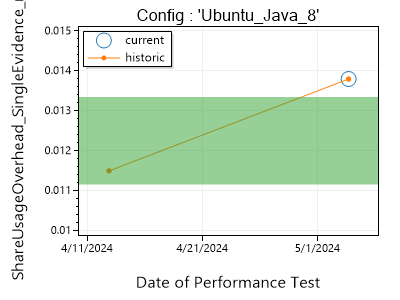 Config : 'Ubuntu_Java_8'
current
historic
ShareUsageOverhead_SingleEvidence_
0.015
0.014
0.013
0.012
0.011
0.01
4/11/2024
4/21/2024
5/1/2024
Date of Performance Test